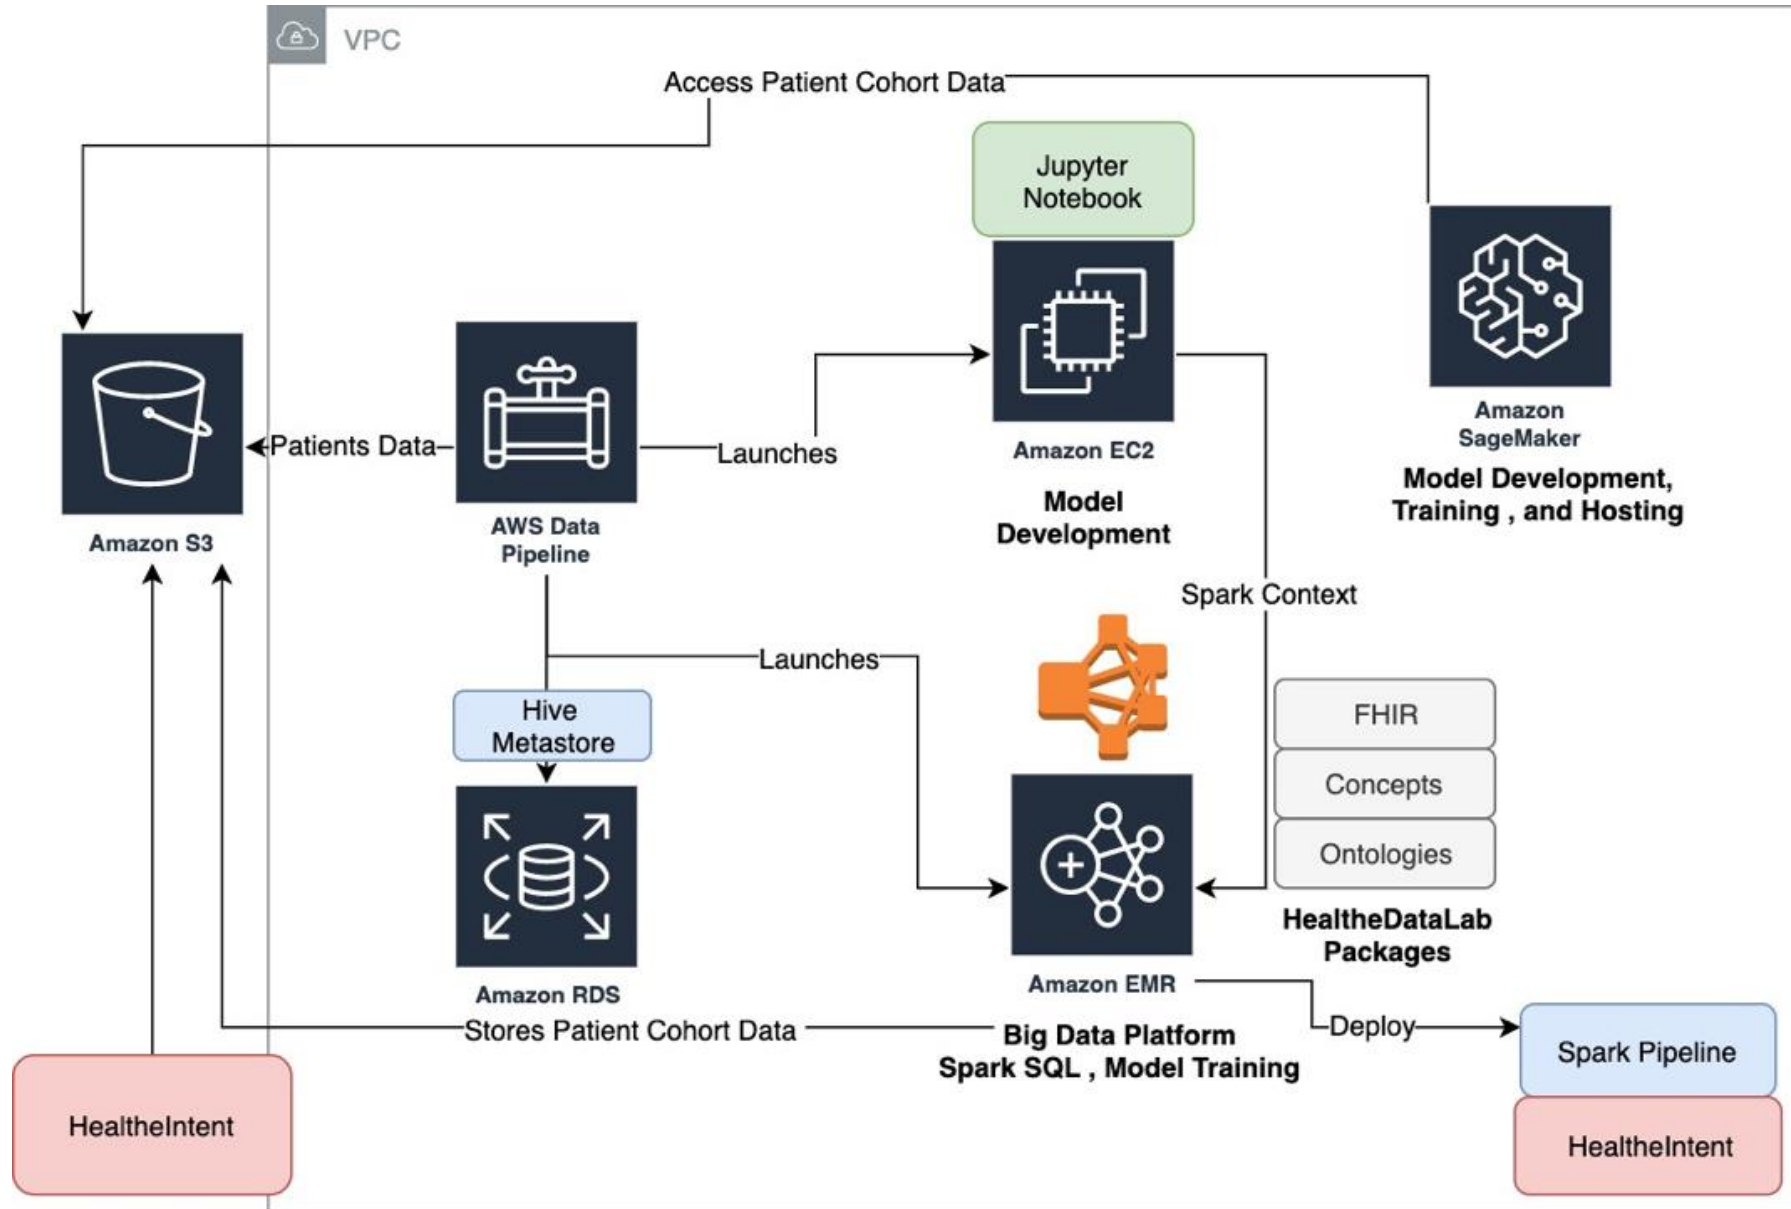 VPC
Access Patient Cohort Data
Jupyter
Notebook
Amazon S3
Patients Data
AWS Data
Pipeline
Launches
Amazon EC2
Model
Development
Amazon
SageMaker
Model Development,
Training , and Hosting
Spark Context
Launches
Hive
Metastore
FHIR
Concepts
Ontologies
HealtheDataLab
Packages
Amazon RDS
Amazon EMR
Stores Patient Cohort Data
Big Data Platform
Spark SQL , Model Training
Deploy
Spark Pipeline
HealtheIntent
HealtheIntent